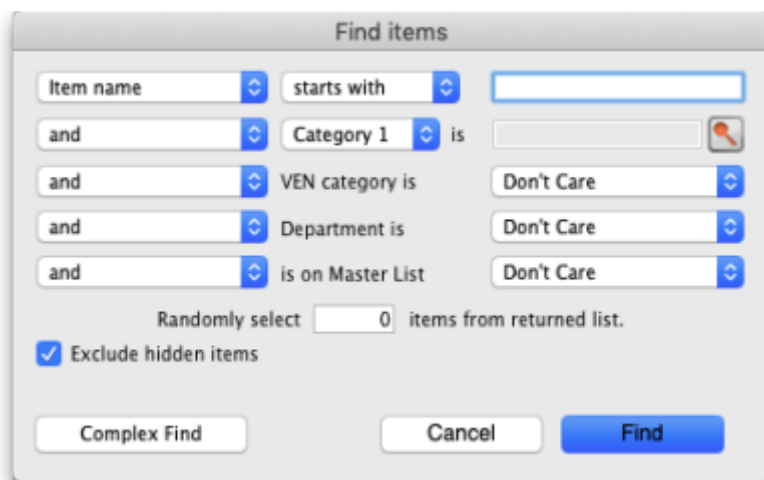 Find items
Item name starts with
and Category 1 is
and VEN category is Don't Care
and Department is Don't Care
and is on Master List Don't Care
Randomly select 0 items from returned list.
Exclude hidden items
Complex Find Cancel Find